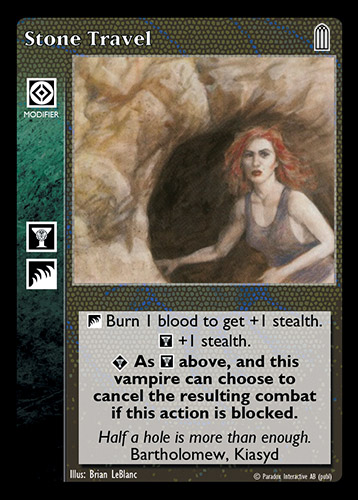 Stone Travel
MODIFIER
Burn 1 blood to get +1 stealth.
+1 stealth.
As above, and this
vampire can choose to
cancel the resulting combat
if this action is blocked.
Half a hole is more than enough.
Bartholomew, Kiasyd
Illus: Brian LeBlanc
© Paradox Interactive AB (publ)